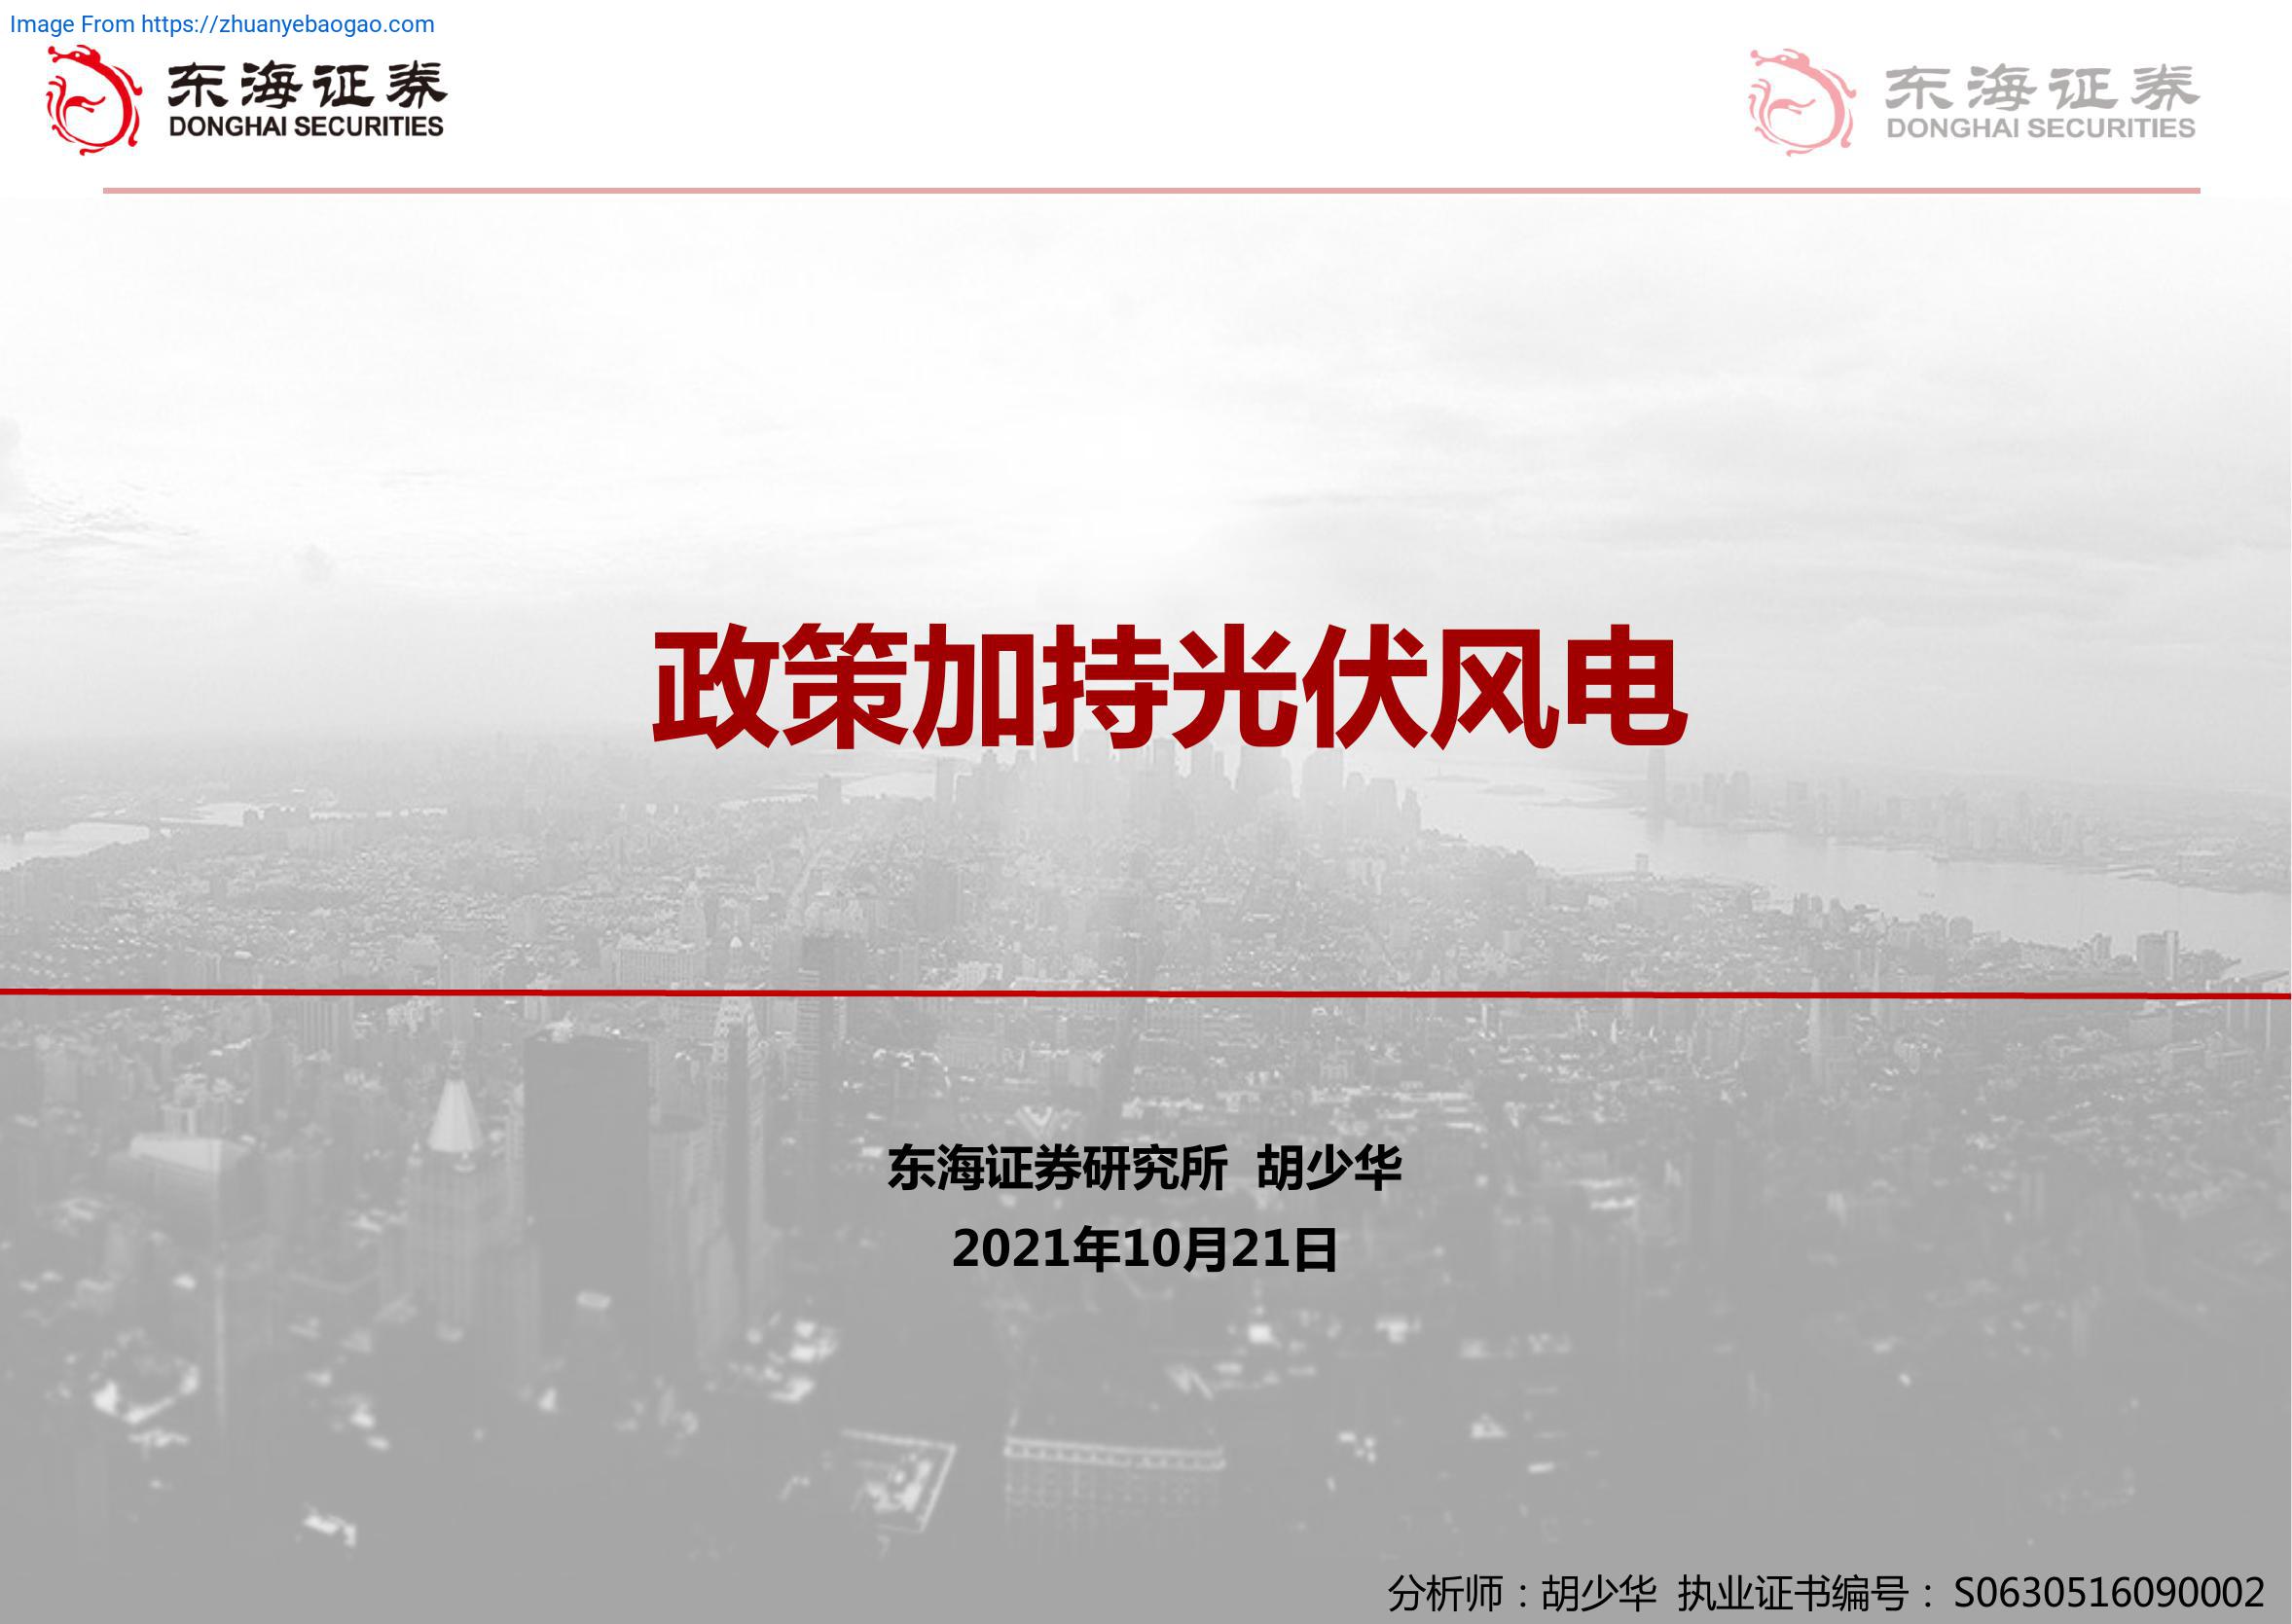 Image From https://zhuanyebaogao.com
东海证券
DONGHAI SECURITIES
东海证券
DONGHAI SECURITIES
政策加持光伏风电
东海证券研究所 胡少华
2021年10月21日
分析师：胡少华 执业证书编号： S0630516090002